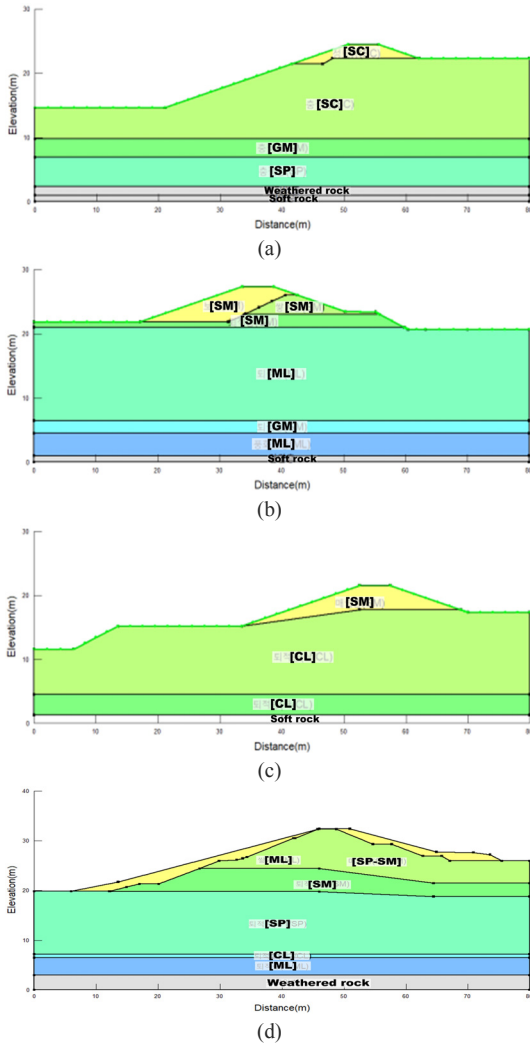 30
[SC]
20
Elevation(m)
[SC]
10
[GM]
[SP]
Weathered rock
Soft rock
0
0 10 20 30 40 50 60 70 80
Distance(m)
(a)
30
[SM]
[SM]
20
[SM]
Elevation(m)
[ML]
10
[GM]
[ML]
Soft rock
0
0 10 20 30 40 50 60 70 80
Distance(m)
(b)
30
20
[SM]
Elevation(m)
10
[CL]
[CL]
Soft rock
0
0 10 20 30 40 50 60 70 80
Distance(m)
(c)
40
30
[ML]
[SP-SM]
Elevation(m)
[SM]
20
[SP]
10
[CL]
[ML]
Weathered rock
0
0 10 20 30 40 50 60 70 80
Distance(m)
(d)